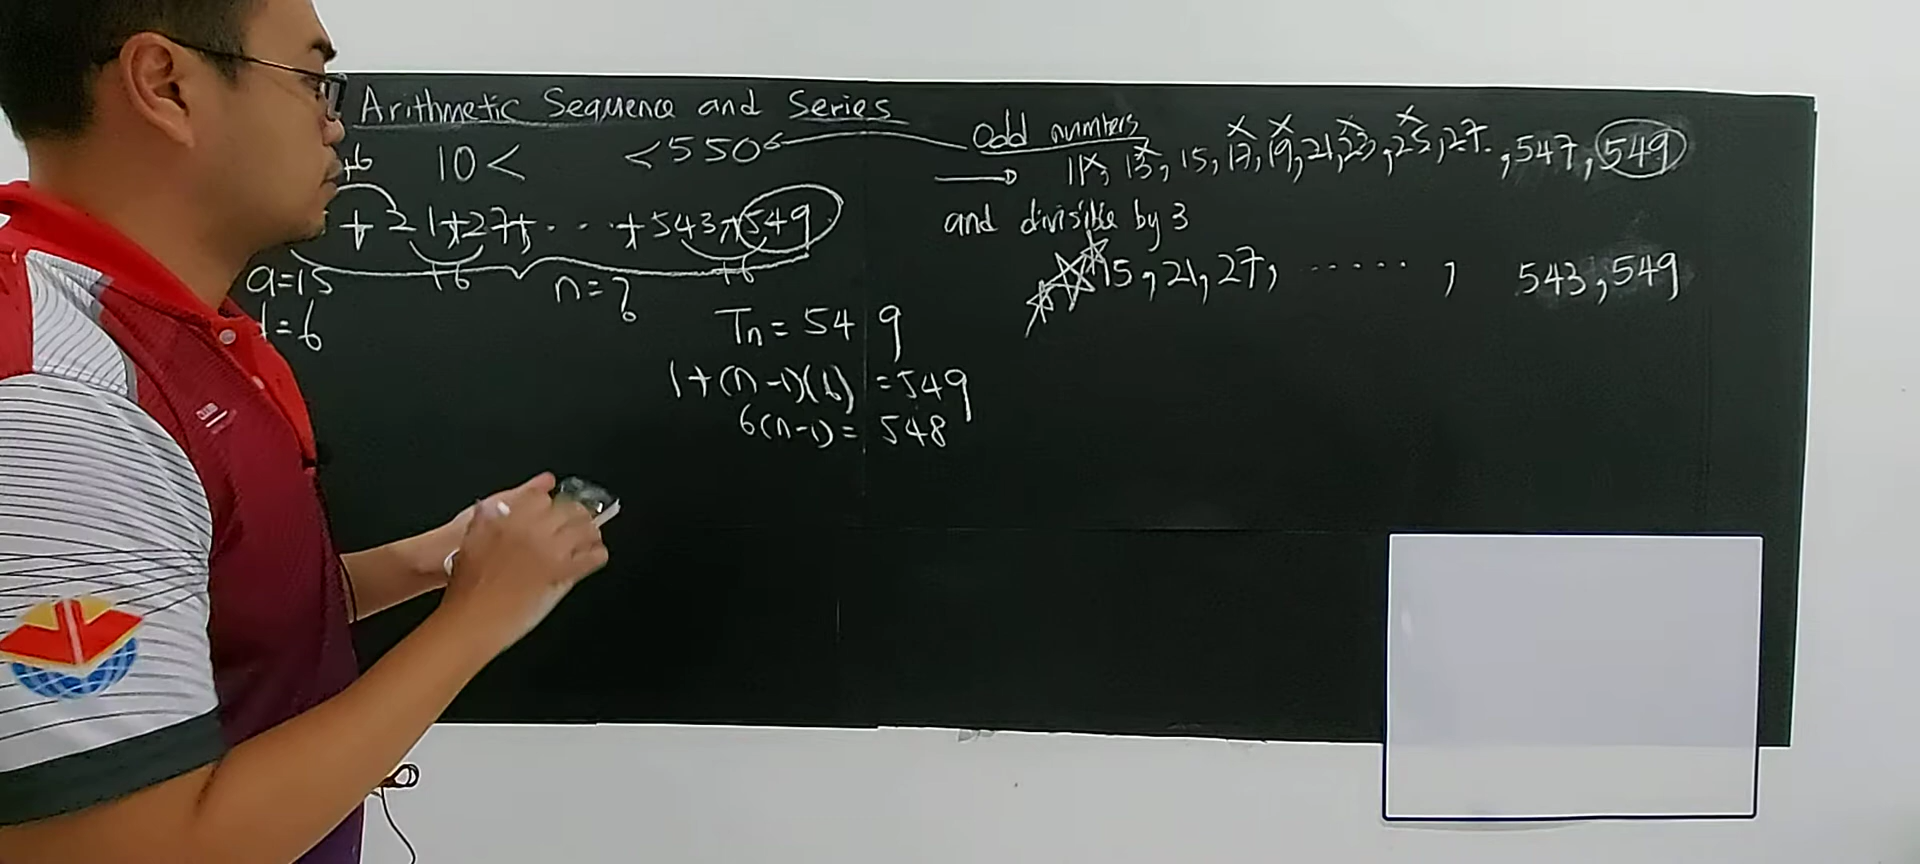 Arithmetic Sequence and Series
+6 10 < < 550
+ 21 + 27 + . . . + 543 + 549
a=15 +6 n=? +6
d=6
Tn = 549
1+(n-1)(6) = 549
6(n-1) = 548
odd numbers
→ 11, 13, 15, 17, 19, 21, 23, 25, 27. , 547, 549
and divisible by 3
15, 21, 27, ······ , 543, 549